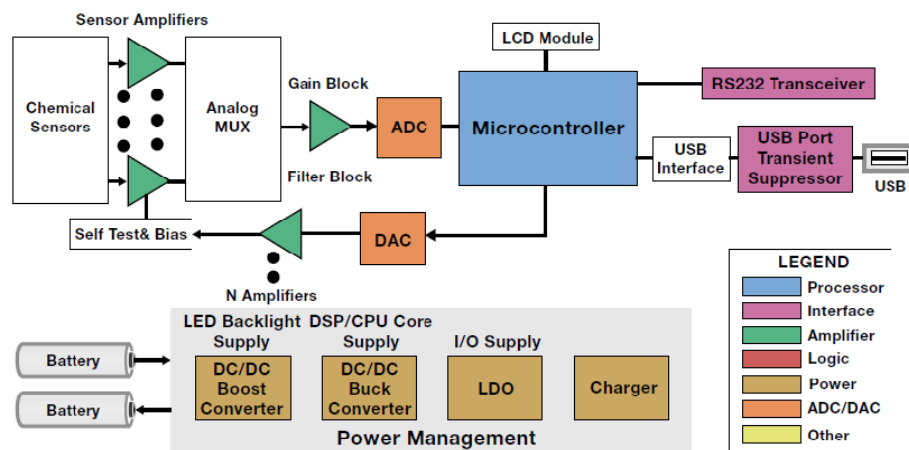 Sensor Amplifiers
Chemical
Sensors
Analog
MUX
Gain Block
Filter Block
ADC
LCD Module
Microcontroller
RS232 Transceiver
USB
Interface
USB Port
Transient
Suppressor
USB
Self Test& Bias
DAC
N Amplifiers
LEGEND
Processor
Interface
Amplifier
Logic
Power
ADC/DAC
Other
Battery
Battery
LED Backlight
Supply
DC/DC
Boost
Converter
DSP/CPU Core
Supply
DC/DC
Buck
Converter
I/O Supply
LDO
Charger
Power Management